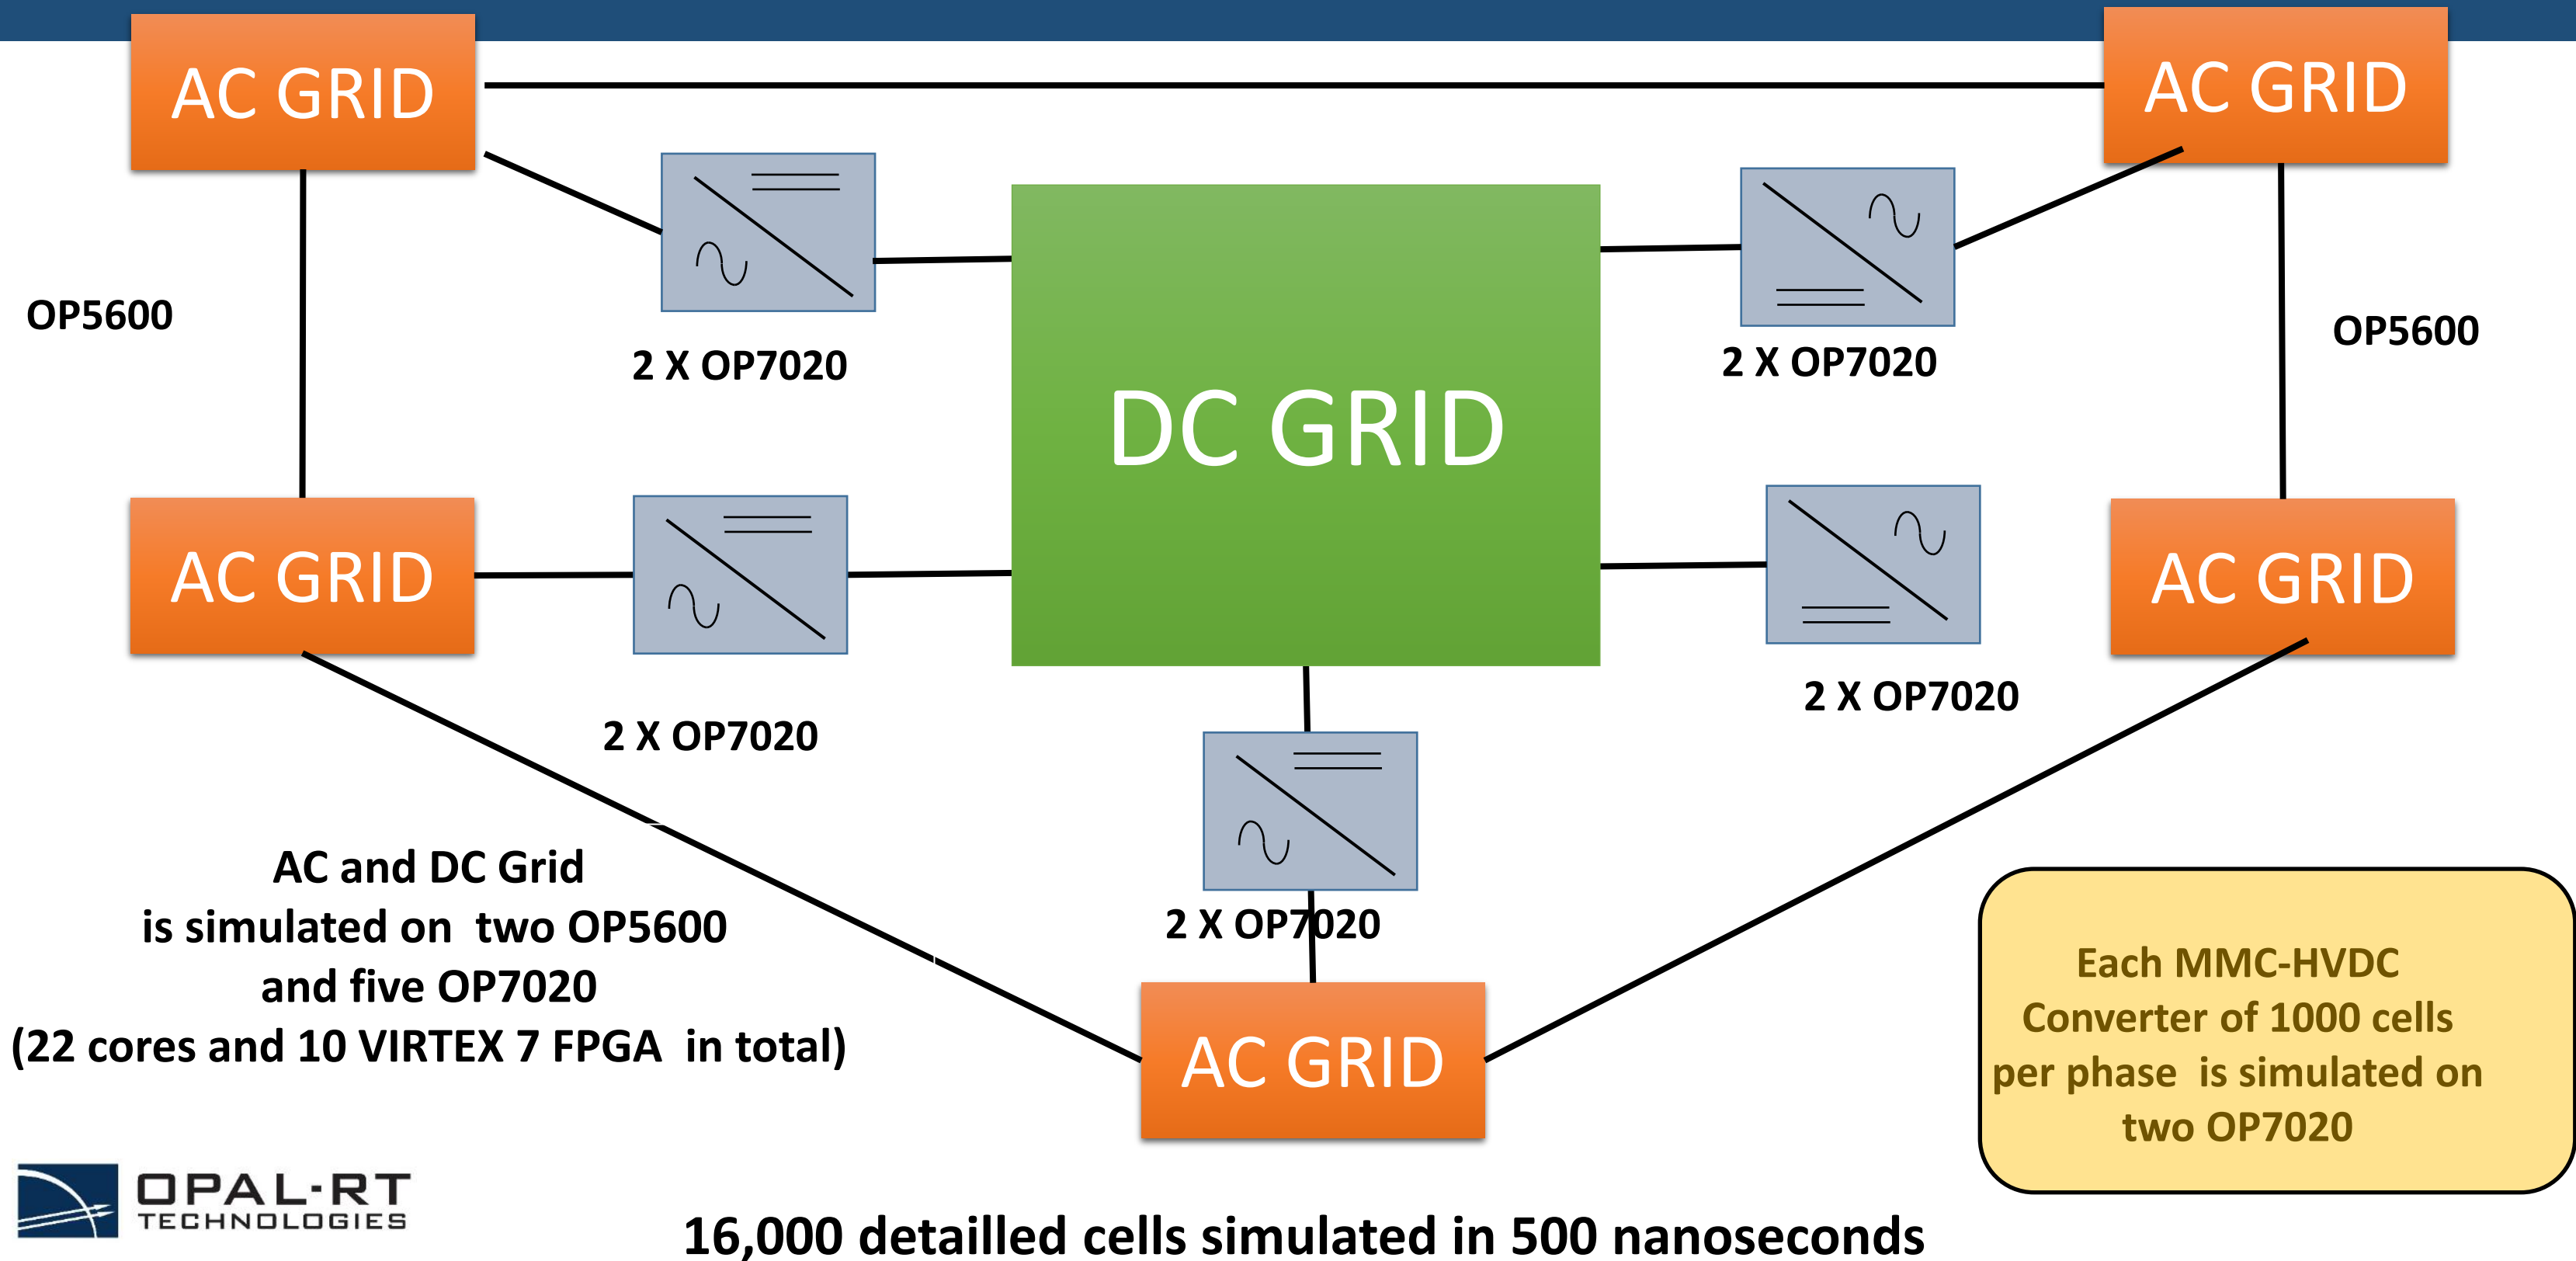 AC GRID
AC GRID
OP5600
2 X OP7020
2 X OP7020
OP5600
DC GRID
AC GRID
AC GRID
2 X OP7020
2 X OP7020
2 X OP7020
AC and DC Grid
is simulated on two OP5600
and five OP7020
(22 cores and 10 VIRTEX 7 FPGA in total)
AC GRID
Each MMC-HVDC
Converter of 1000 cells
per phase is simulated on
two OP7020
OPAL-RT
TECHNOLOGIES
16,000 detailled cells simulated in 500 nanoseconds